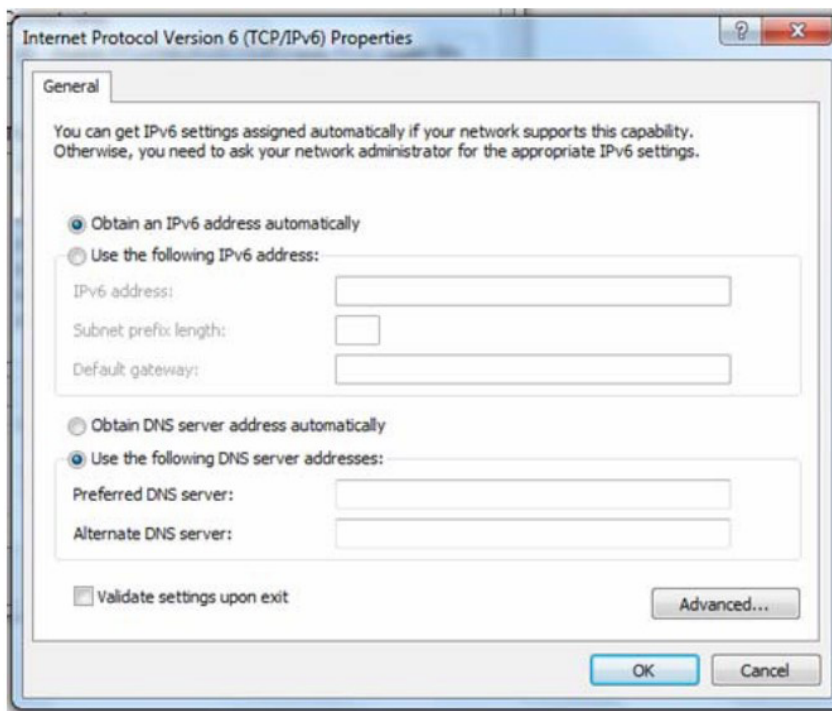 Internet Protocol Version 6 (TCP/IPv6) Properties
General
You can get IPv6 settings assigned automatically if your network supports this capability.
Otherwise, you need to ask your network administrator for the appropriate IPv6 settings.
Obtain an IPv6 address automatically
Use the following IPv6 address:
IPv6 address:
Subnet prefix length:
Default gateway:
Obtain DNS server address automatically
Use the following DNS server addresses:
Preferred DNS server:
Alternate DNS server:
Validate settings upon exit
Advanced...
OK
Cancel